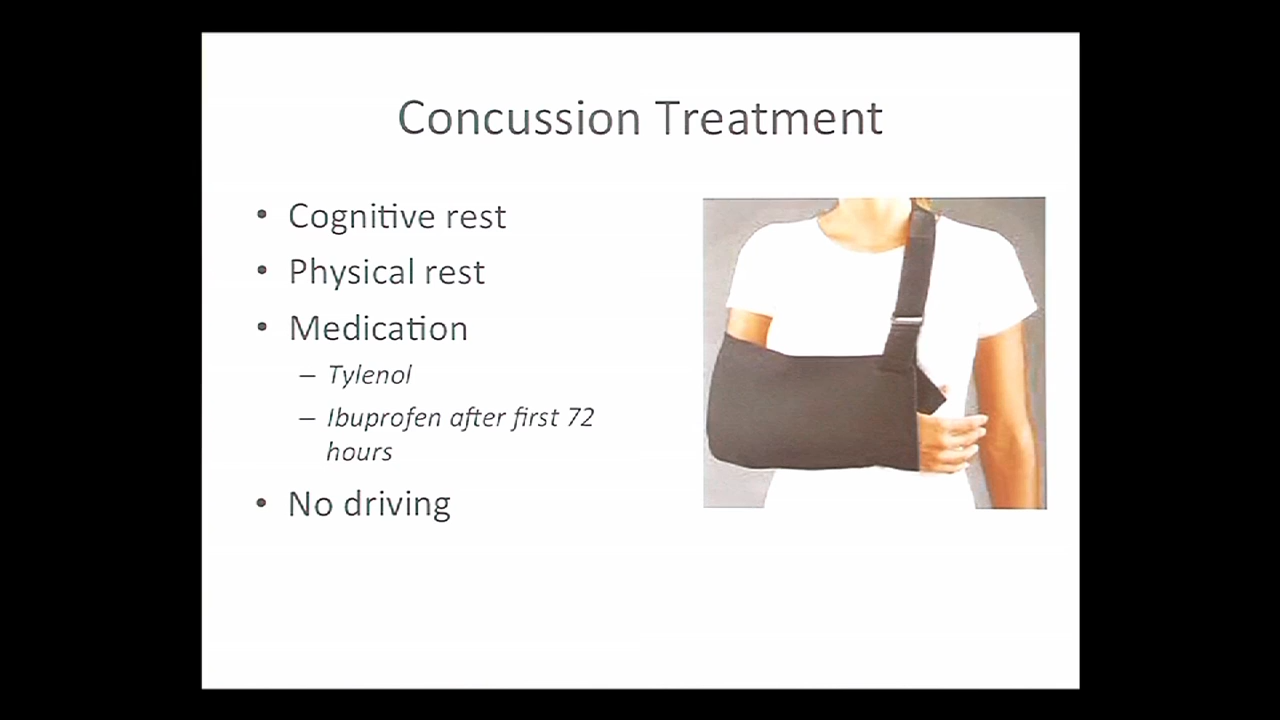 Concussion Treatment
• Cognitive rest
• Physical rest
• Medication
– Tylenol
– Ibuprofen after first 72
hours
• No driving